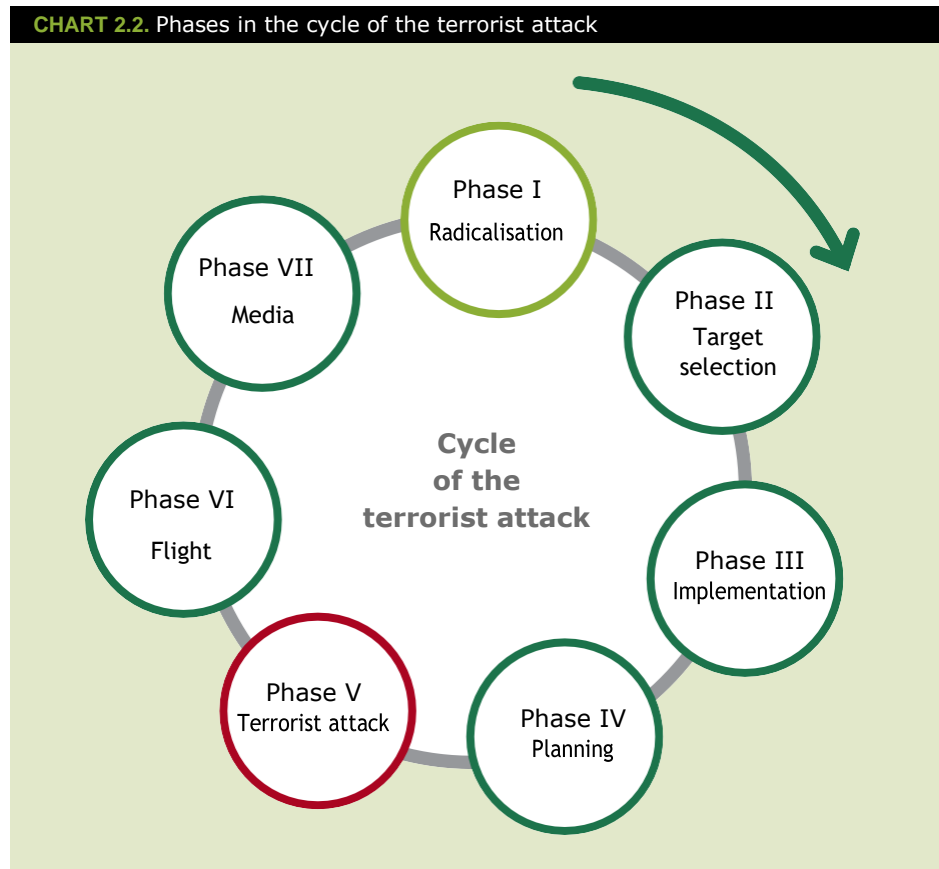 CHART 2.2. Phases in the cycle of the terrorist attack
Phase I
Radicalisation
Phase II
Target
selection
Phase III
Implementation
Phase IV
Planning
Phase V
Terrorist attack
Phase VI
Flight
Phase VII
Media
Cycle
of the
terrorist attack